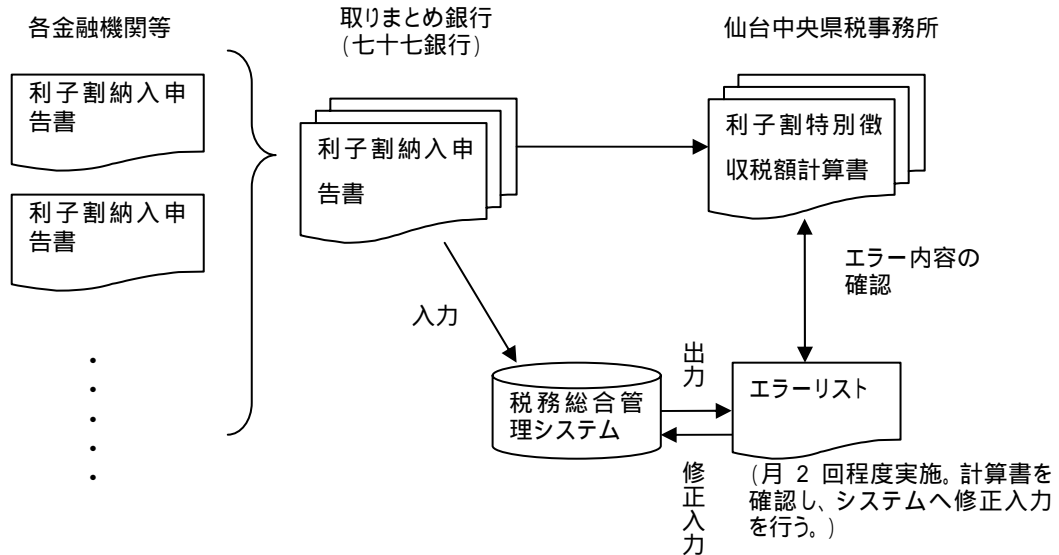 各金融機関等
利子割納入申
告書
利子割納入申
告書
・
・
・
・
・
取りまとめ銀行
(七十七銀行)
利子割納入申
告書
仙台中央県税事務所
利子割特別徴
収税額計算書
エラー内容の
確認
入力
税務総合管
理システム
出力
修正入力
エラーリスト
(月 2 回程度実施。計算書を
確認し、システムへ修正入力
を行う。)